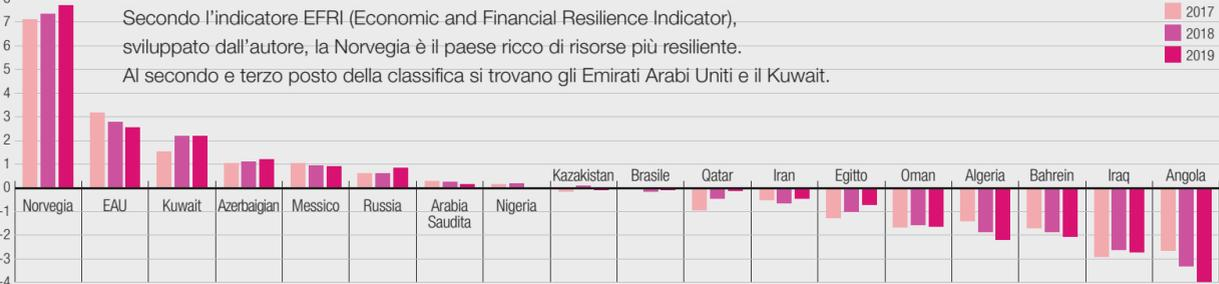 Secondo l'indicatore EFRI (Economic and Financial Resilience Indicator),
sviluppato dall'autore, la Norvegia è il paese ricco di risorse più resiliente.
Al secondo e terzo posto della classifica si trovano gli Emirati Arabi Uniti e il Kuwait.
2017
2018
2019
7
6
5
4
3
2
1
0
-1
-2
-3
-4
Norvegia
EAU
Kuwait
Azerbaigian
Messico
Russia
Arabia
Saudita
Nigeria
Kazakistan
Brasile
Qatar
Iran
Egitto
Oman
Algeria
Bahrein
Iraq
Angola